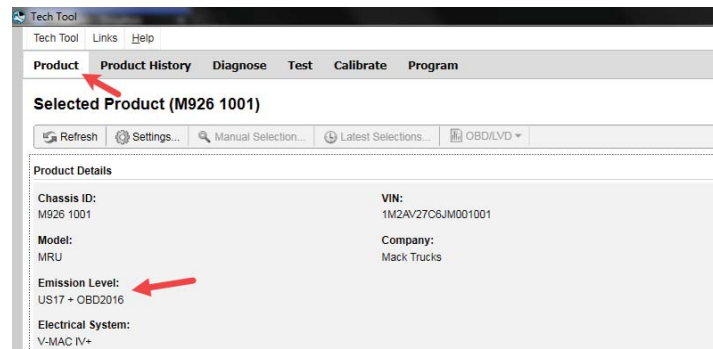 Tech Tool
Tech Tool Links Help
Product Product History Diagnose Test Calibrate Program
Selected Product (M926 1001)
Refresh Settings... Manual Selection... Latest Selections... OBD/LVD
Product Details
Chassis ID: VIN:
M926 1001 1M2AV27C6JM001001
Model: Company:
MRU Mack Trucks
Emission Level:
US17 + OBD2016
Electrical System:
V-MAC IV+